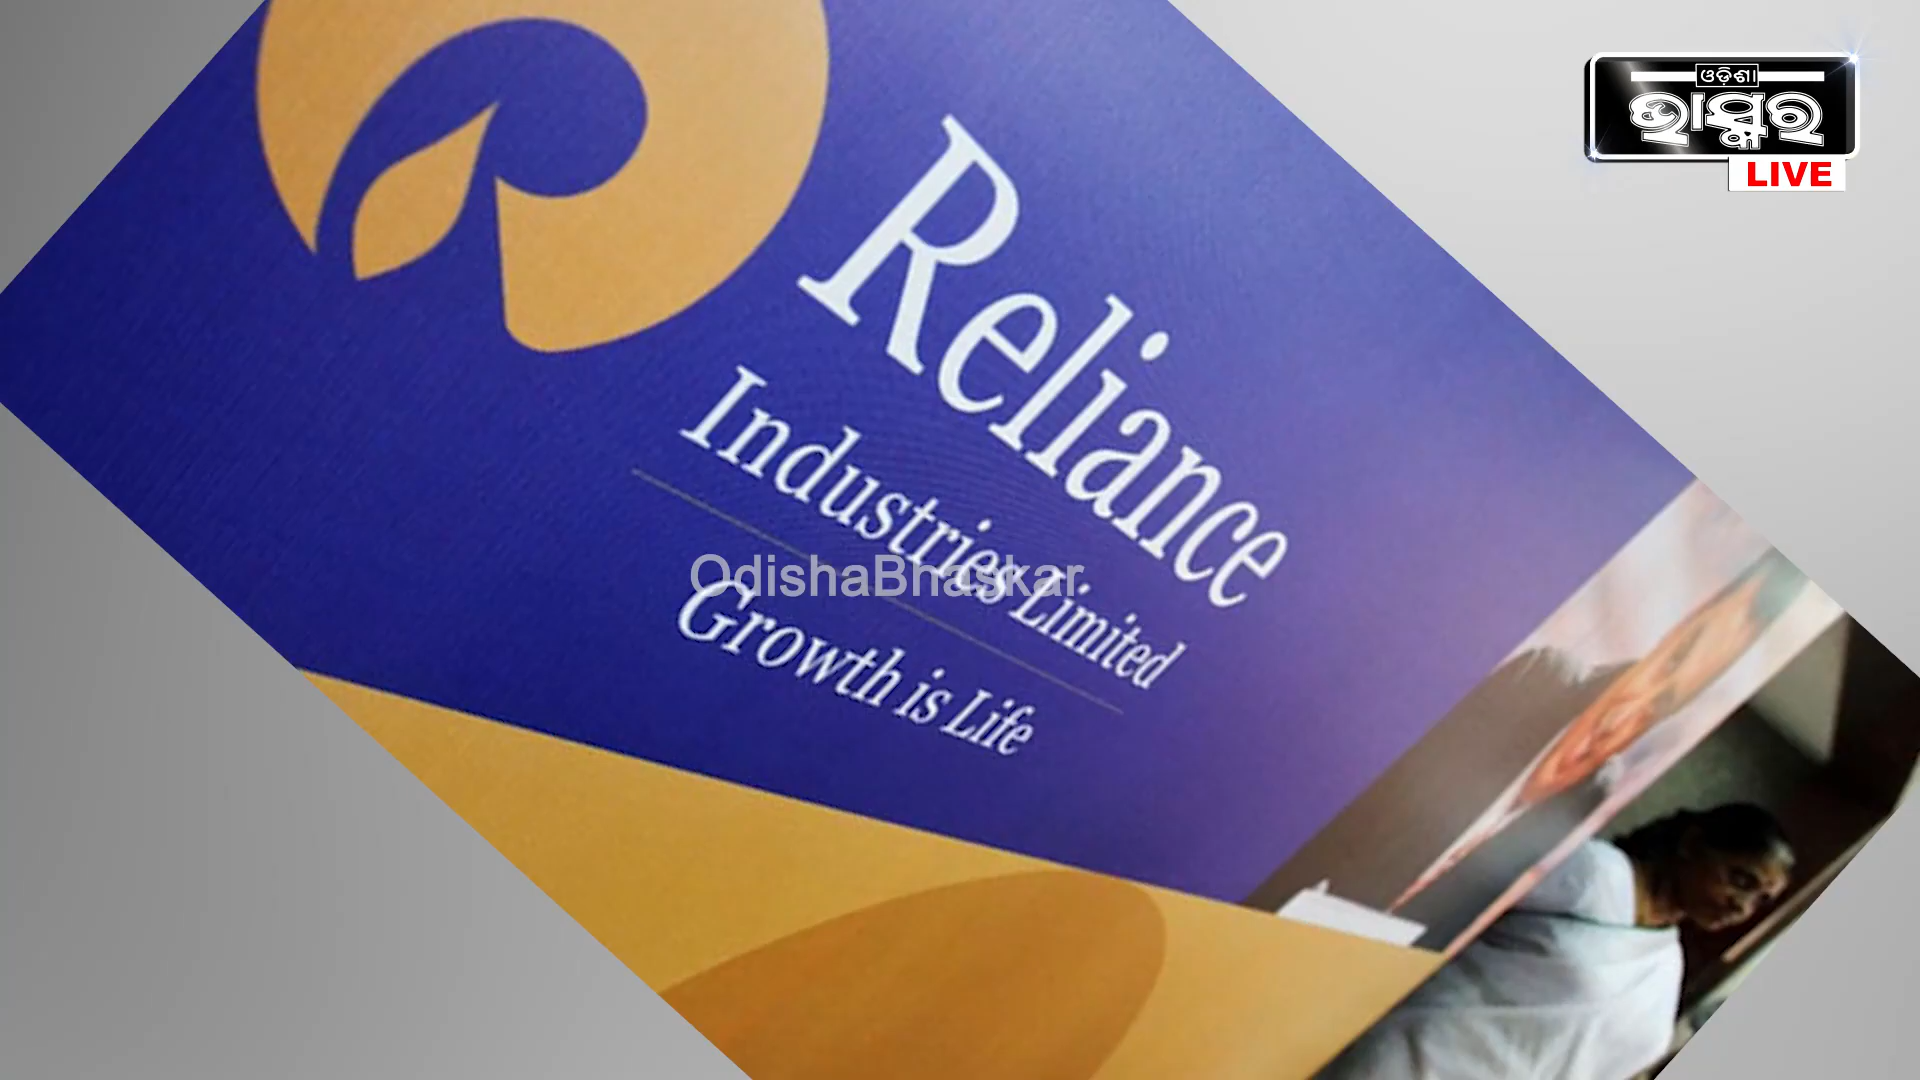 ଓଡ଼ିଶା
ଭାସ୍କର
LIVE
Reliance
Industries Limited
Growth is Life
OdishaBhaskar